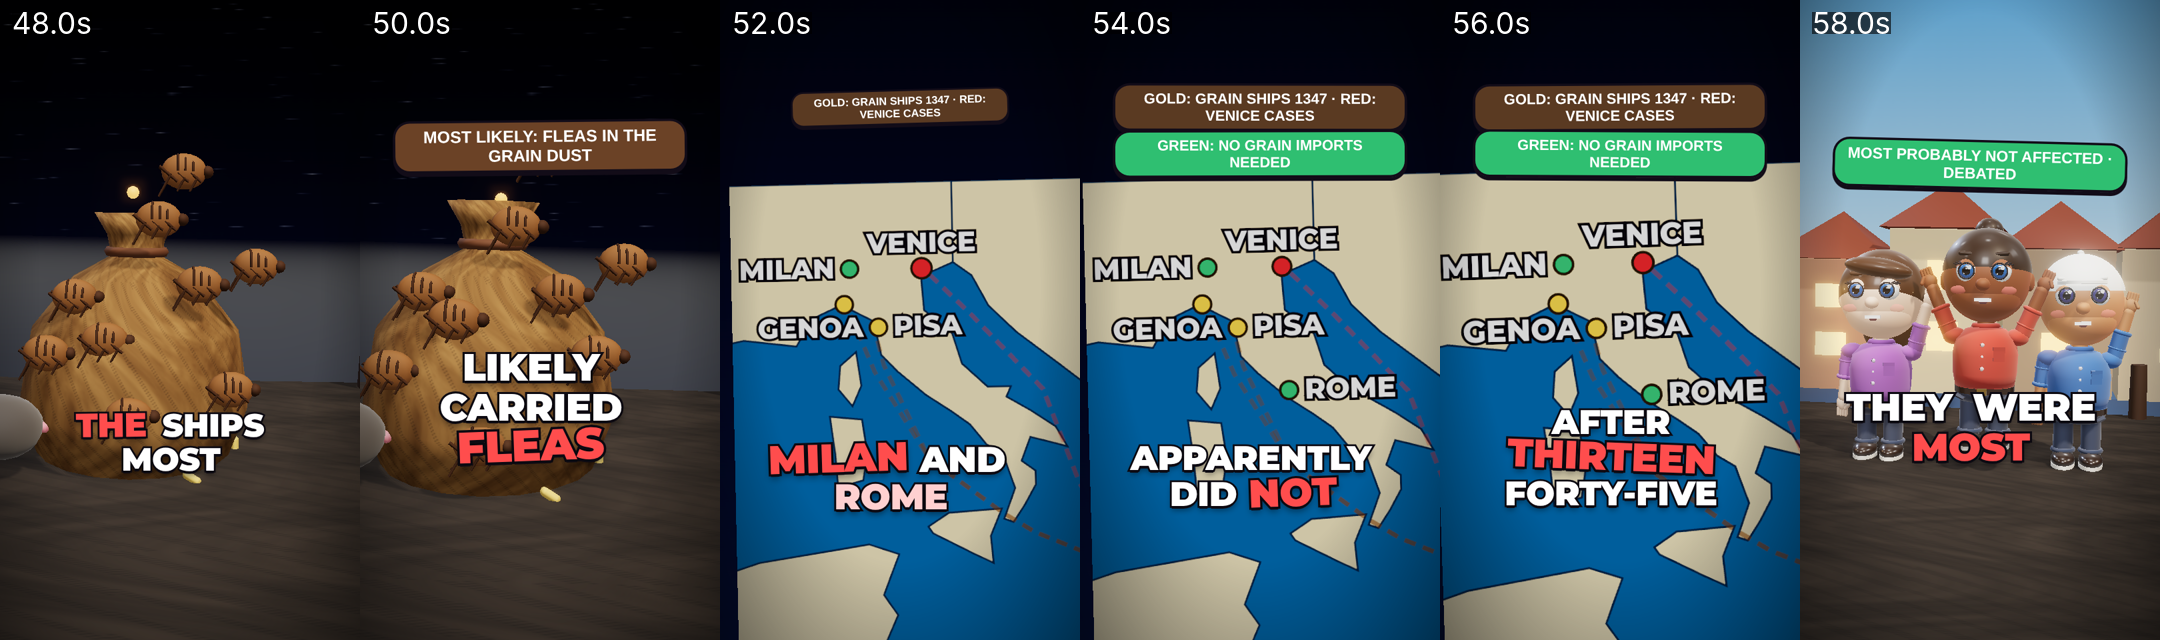 48.0s
THE SHIPS
MOST
50.0s
MOST LIKELY: FLEAS IN THE
GRAIN DUST
LIKELY
CARRIED
FLEAS
52.0s
GOLD: GRAIN SHIPS 1347 · RED:
VENICE CASES
VENICE
MILAN
GENOA
PISA
MILAN AND
ROME
54.0s
GOLD: GRAIN SHIPS 1347 · RED:
VENICE CASES
GREEN: NO GRAIN IMPORTS
NEEDED
VENICE
MILAN
GENOA
PISA
ROME
APPARENTLY
DID NOT
56.0s
GOLD: GRAIN SHIPS 1347 · RED:
VENICE CASES
GREEN: NO GRAIN IMPORTS
NEEDED
VENICE
MILAN
GENOA
PISA
ROME
AFTER
THIRTEEN
FORTY-FIVE
58.0s
MOST PROBABLY NOT AFFECTED ·
DEBATED
THEY WERE
MOST